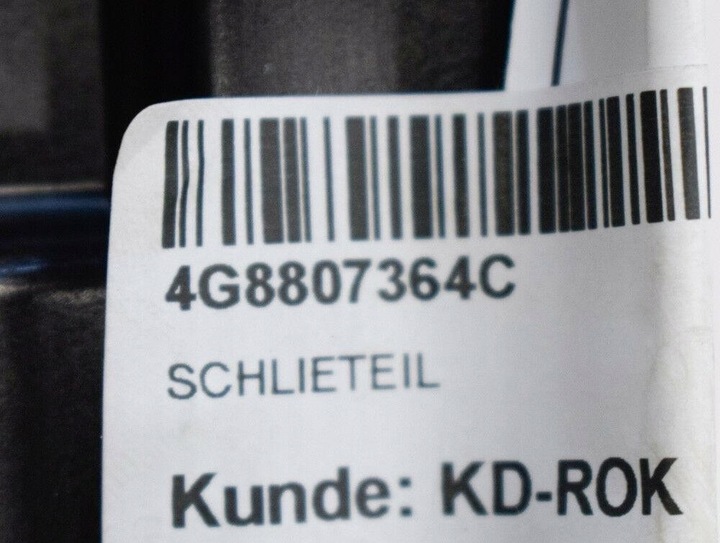 4G8807364C
SCHLIETEIL
Kunde: KD-ROK